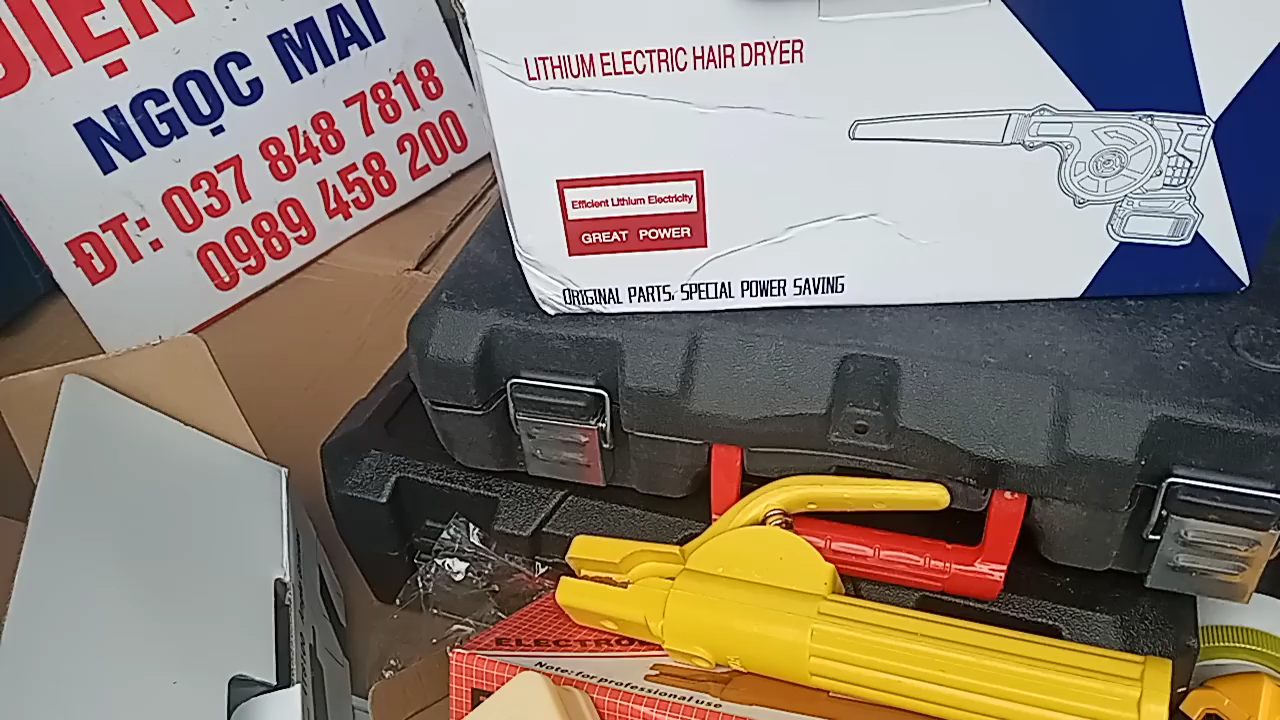 ĐIỆN
NGỌC MAI
ĐT: 037 848 7818
0989 458 200
LITHIUM ELECTRIC HAIR DRYER
Efficient Lithium Electricity
GREAT POWER
ORIGINAL PARTS, SPECIAL POWER SAVING
ELECTRO
Note: for professional use